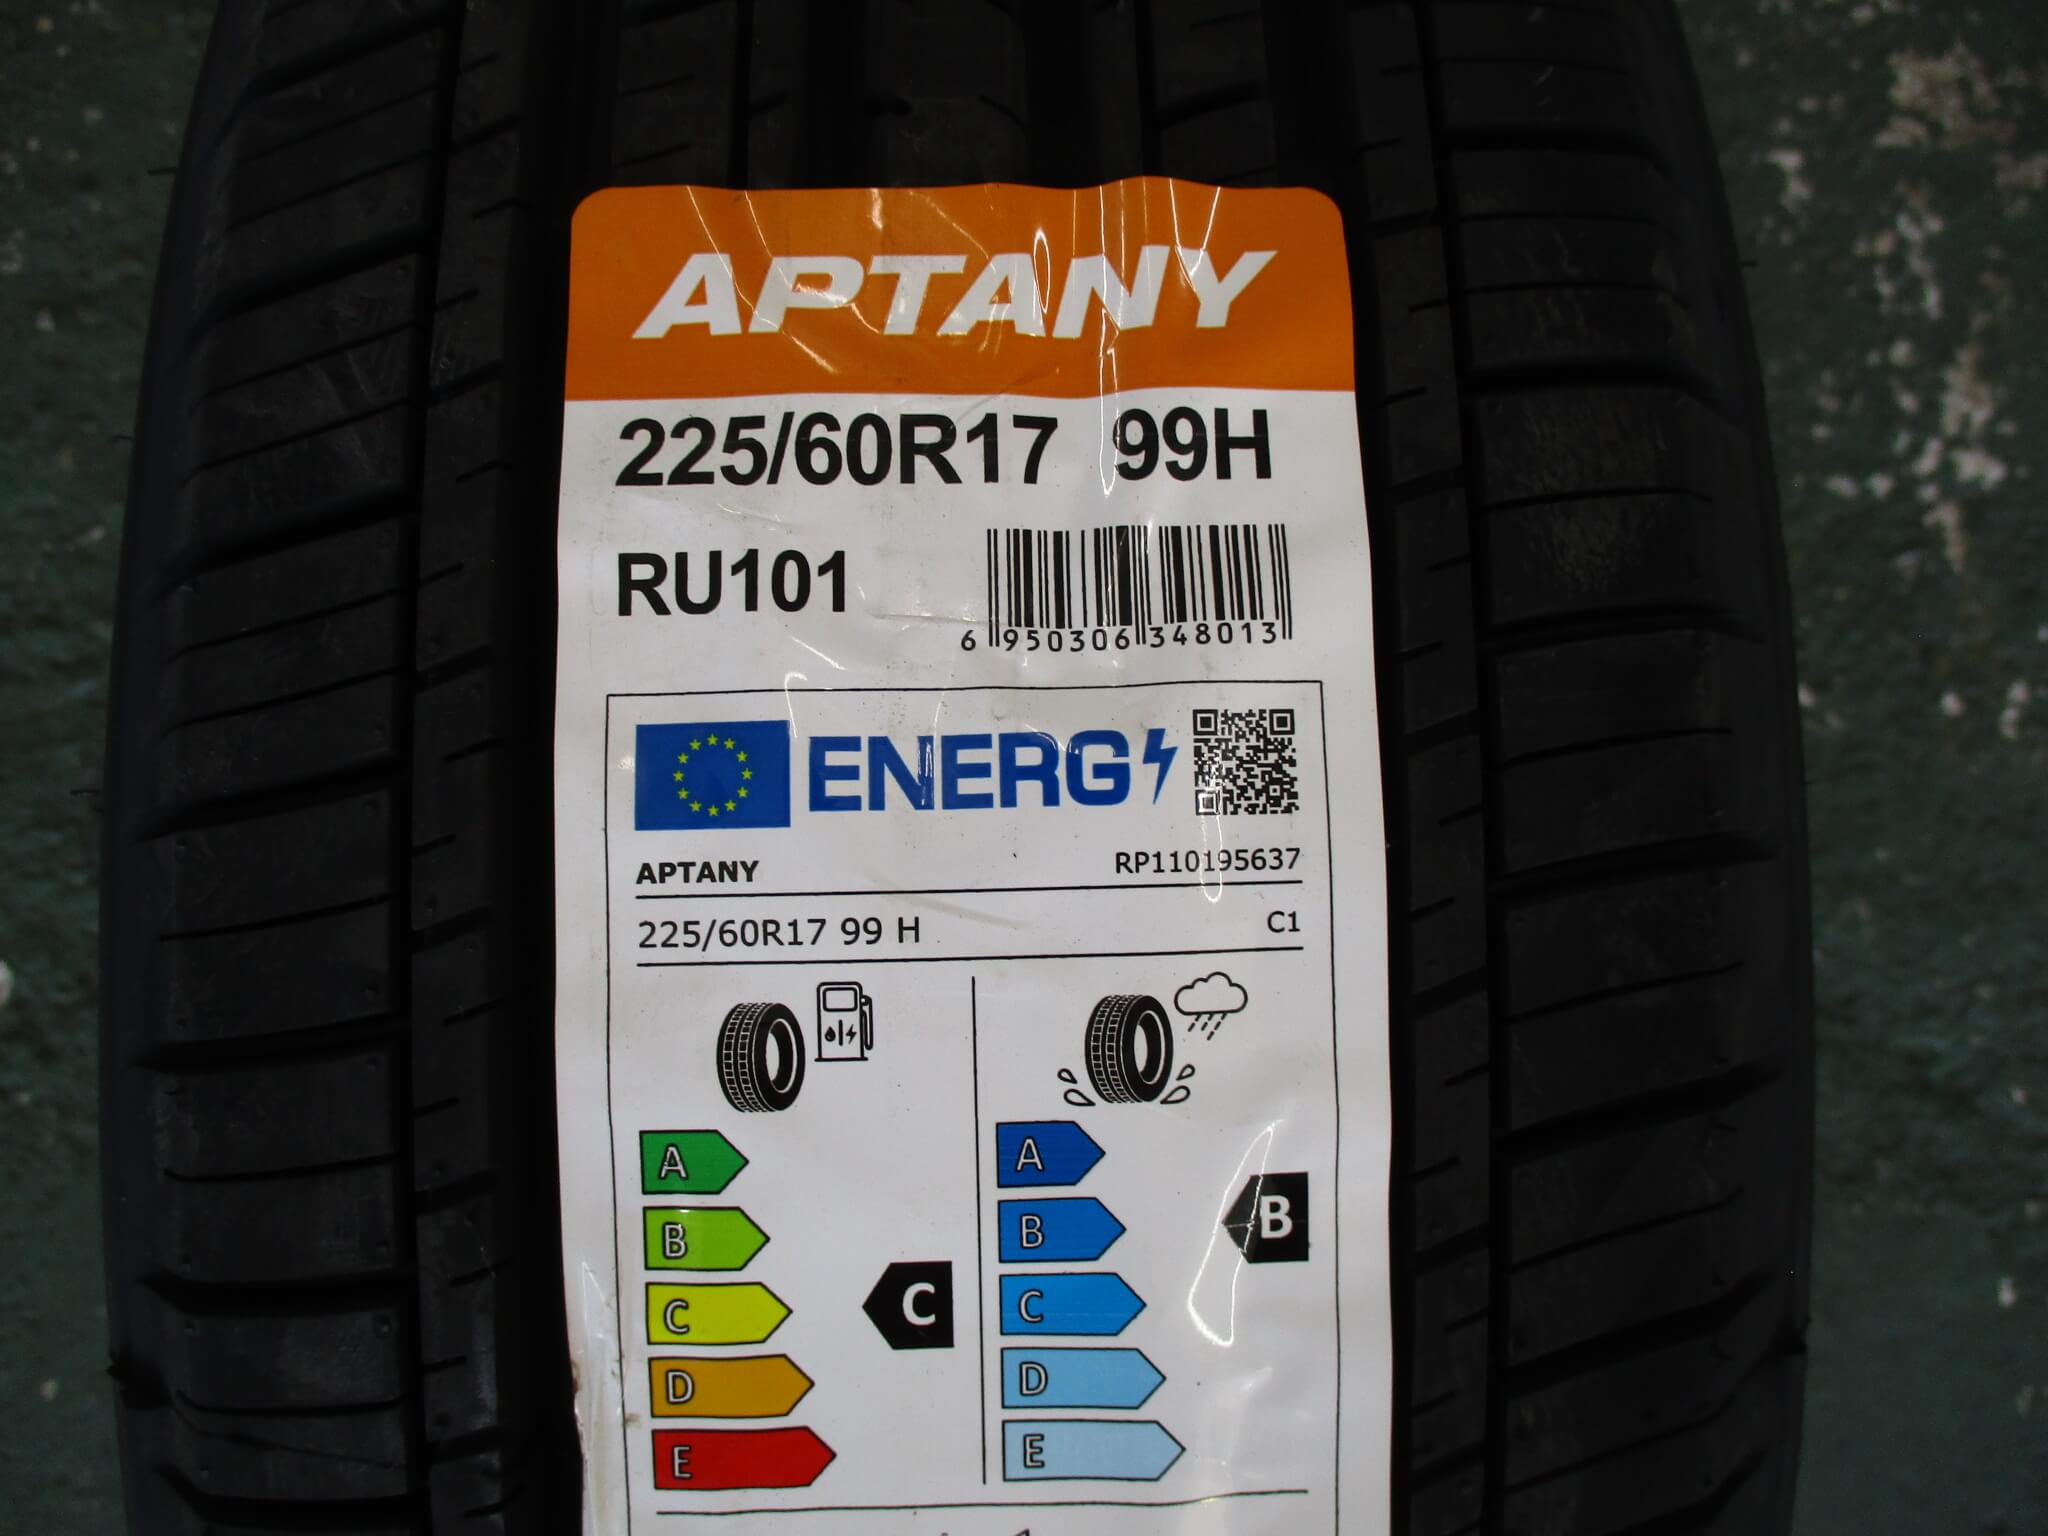 APTANY
225/60R17 99H
RU101
6 950306 348013
ENERG
APTANY RP110195637
225/60R17 99 H C1
A A
B B B
C C C
D D
E E